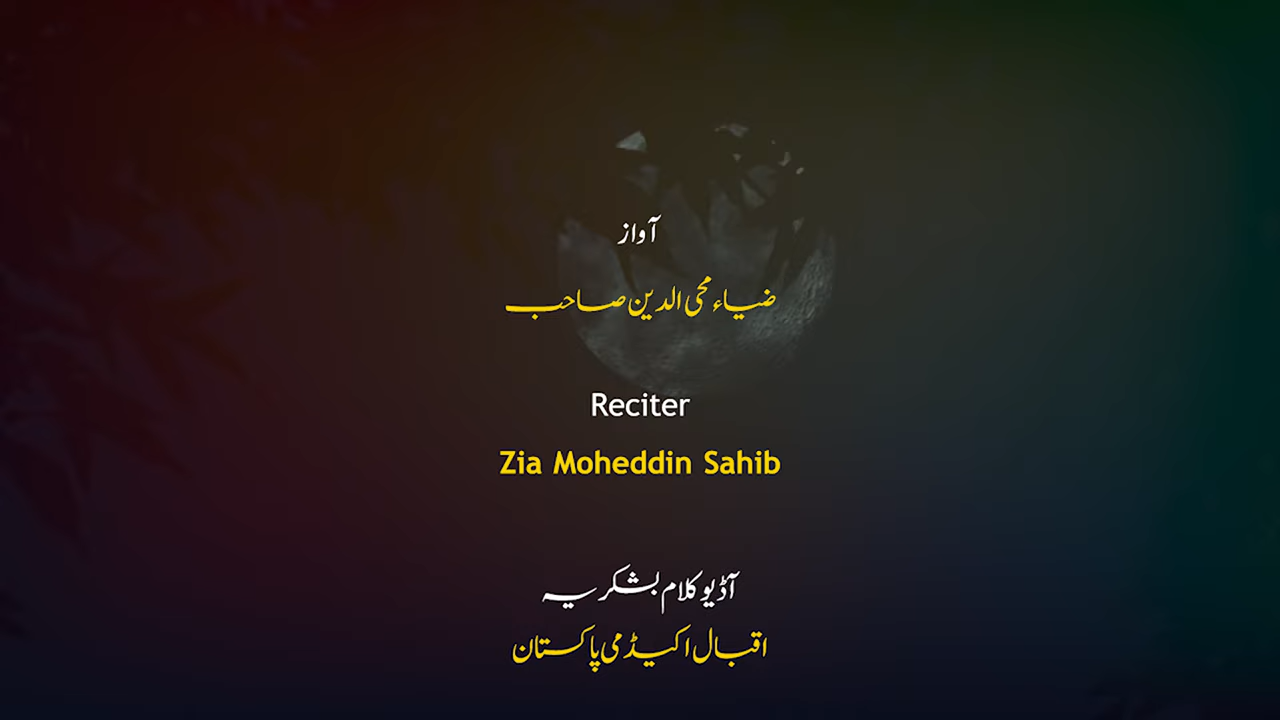 آواز
ضیاء محی الدین صاحب
Reciter
Zia Moheddin Sahib
آڈیو کلام بشکریہ
اقبال اکیڈمی پاکستان